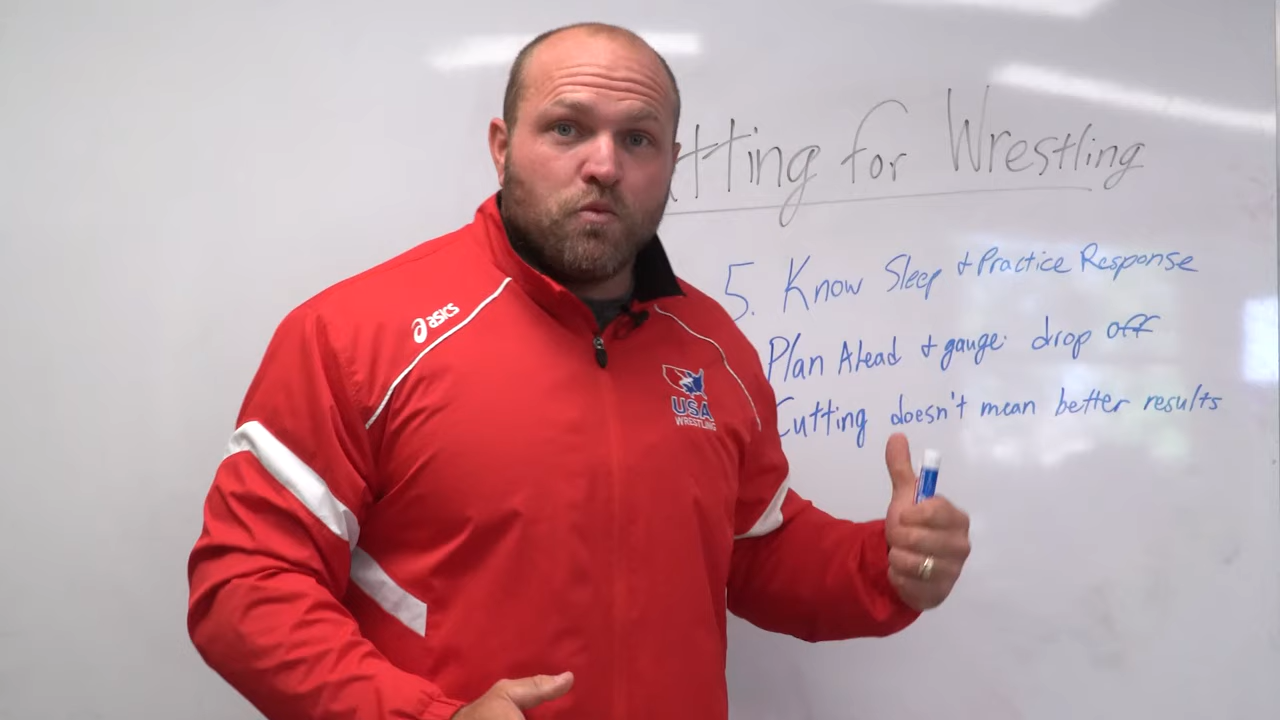 tting for Wrestling
5. Know Sleep + Practice Response
Plan Ahead + gauge: drop off
Cutting doesn't mean better results
asics
USA
WRESTLING